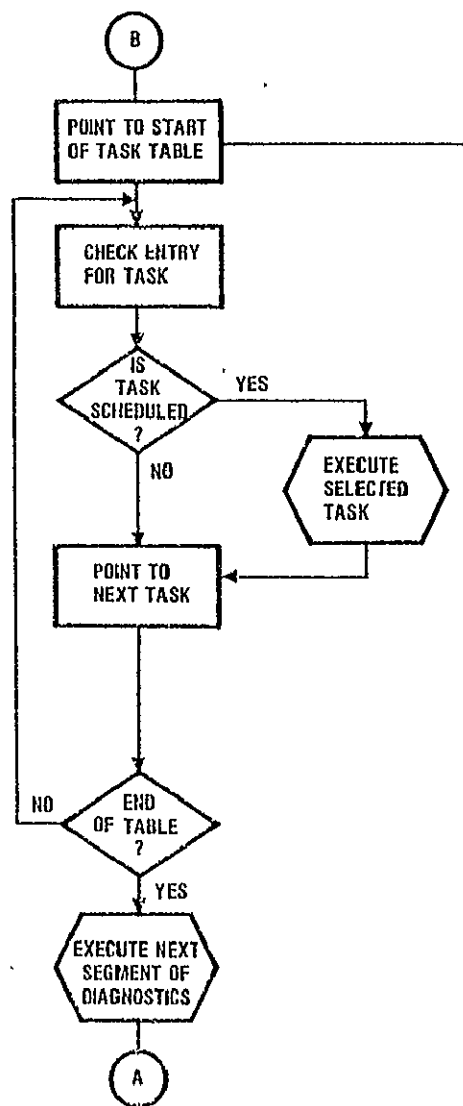 B
POINT TO START
OF TASK TABLE
CHECK ENTRY
FOR TASK
IS
TASK
SCHEDULED
?
YES
NO
EXECUTE
SELECTED
TASK
POINT TO
NEXT TASK
NO
END
OF TABLE
?
YES
EXECUTE NEXT
SEGMENT OF
DIAGNOSTICS
A